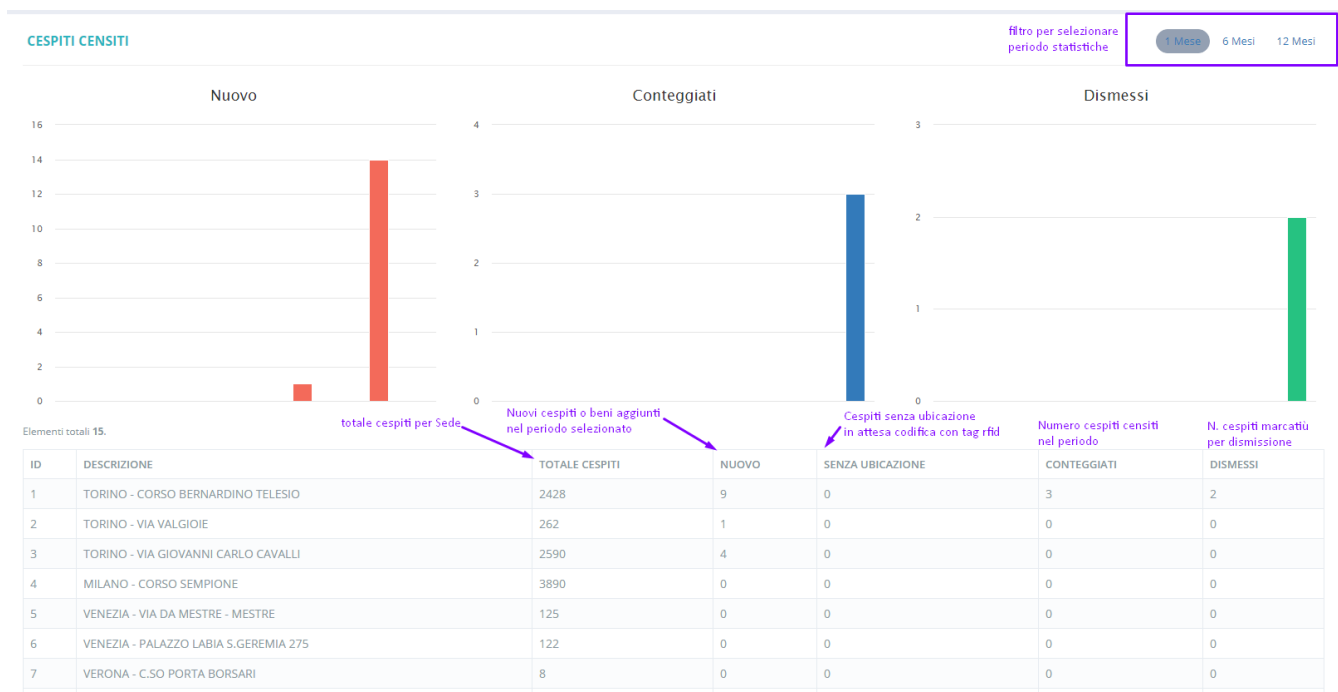 CESPITI CENSITI
filtro per selezionare
periodo statistiche
1 Mese 6 Mesi 12 Mesi
Nuovo
16
14
12
10
8
6
4
2
0
Conteggiati
4
3
2
1
0
Dismessi
3
2
1
0
Elementi totali 15.
totale cespiti per Sede
Nuovi cespiti o beni aggiunti
nel periodo selezionato
Cespiti senza ubicazione
in attesa codifica con tag rfid
Numero cespiti censiti
nel periodo
N. cespiti marcatiù
per dismissione
ID DESCRIZIONE TOTALE CESPITI NUOVO SENZA UBICAZIONE CONTEGGIATI DISMESSI
1 TORINO - CORSO BERNARDINO TELESIO 2428 9 0 3 2
2 TORINO - VIA VALGIOIE 262 1 0 0 0
3 TORINO - VIA GIOVANNI CARLO CAVALLI 2590 4 0 0 0
4 MILANO - CORSO SEMPIONE 3890 0 0 0 0
5 VENEZIA - VIA DA MESTRE - MESTRE 125 0 0 0 0
6 VENEZIA - PALAZZO LABIA S.GEREMIA 275 122 0 0 0 0
7 VERONA - C.SO PORTA BORSARI 8 0 0 0 0